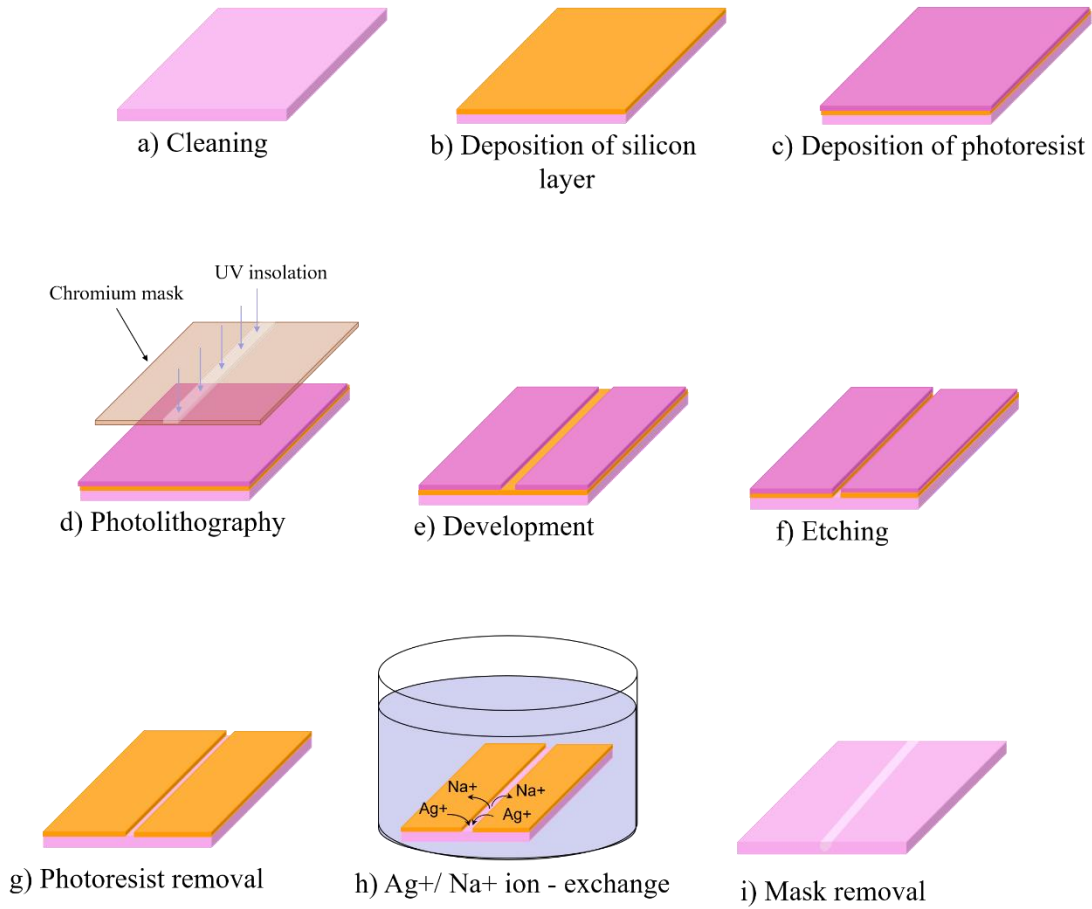 a) Cleaning
b) Deposition of silicon
layer
c) Deposition of photoresist
UV insolation
Chromium mask
d) Photolithography
e) Development
f) Etching
Na+
Na+
Ag+
Ag+
g) Photoresist removal
h) Ag+/ Na+ ion - exchange
i) Mask removal